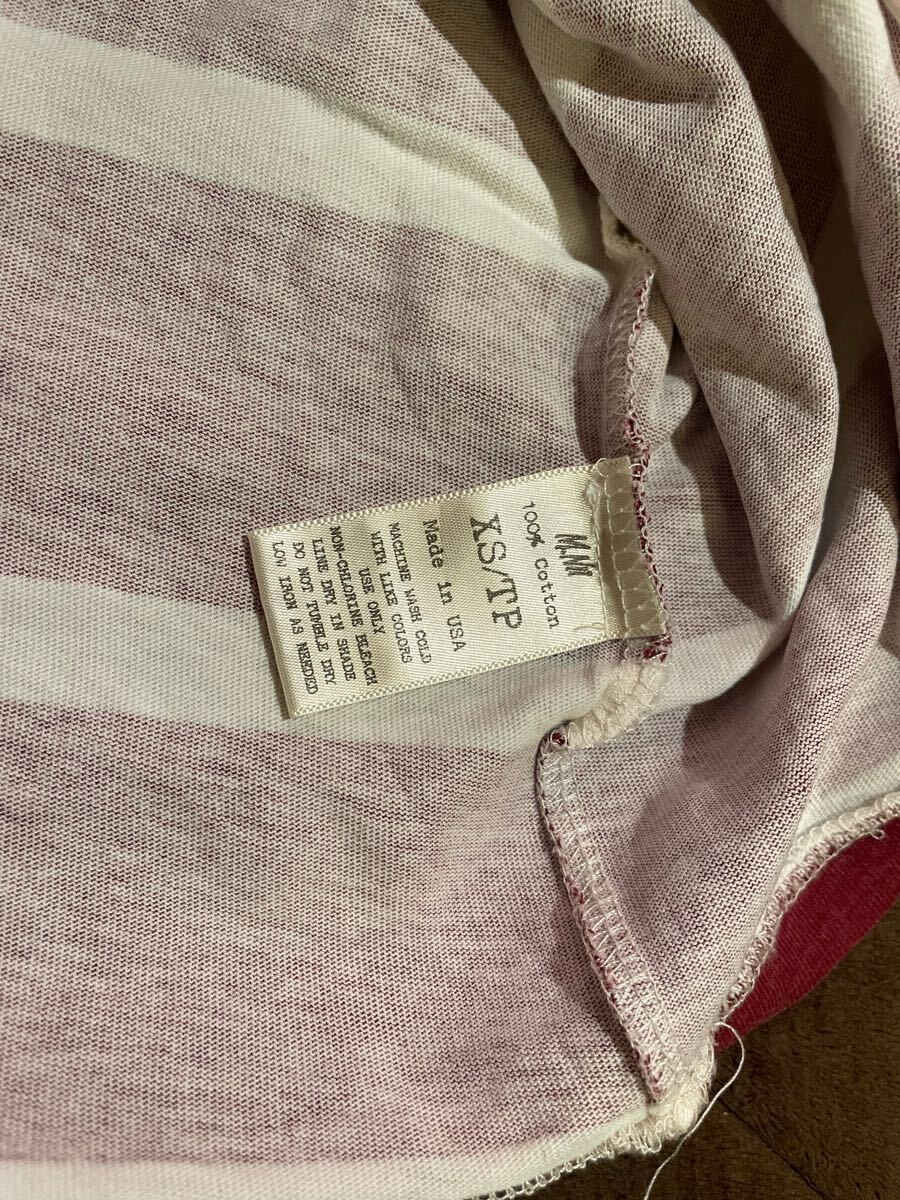 100% Cotton
XS/TP
Made in USA
MACHINE WASH COLD
WITH LIKE COLORS
USE ONLY
NON-CHLORINE BLEACH
LINE DRY IN SHADE
DO NOT TUMBLE DRY
LOW IRON AS NEEDED